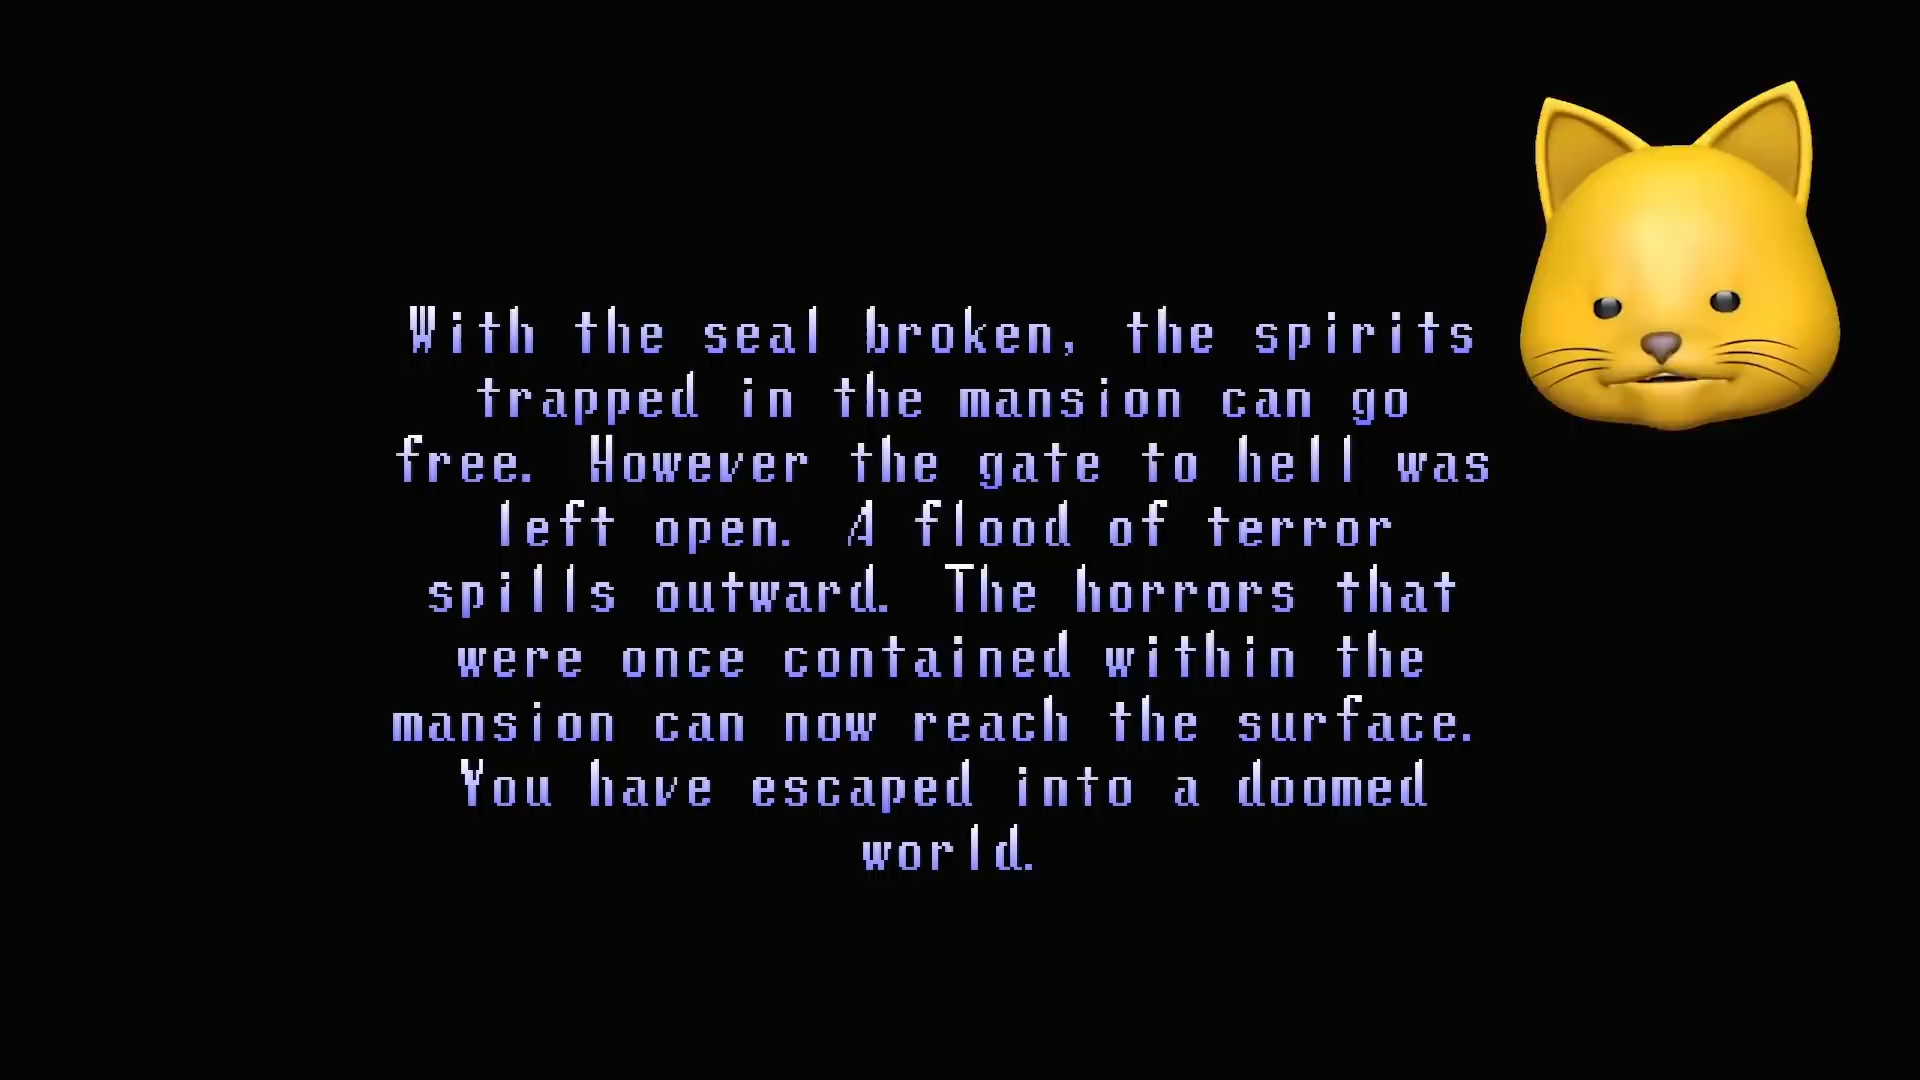 With the seal broken, the spirits
trapped in the mansion can go
free. However the gate to hell was
left open. A flood of terror
spills outward. The horrors that
were once contained within the
mansion can now reach the surface.
You have escaped into a doomed
world.